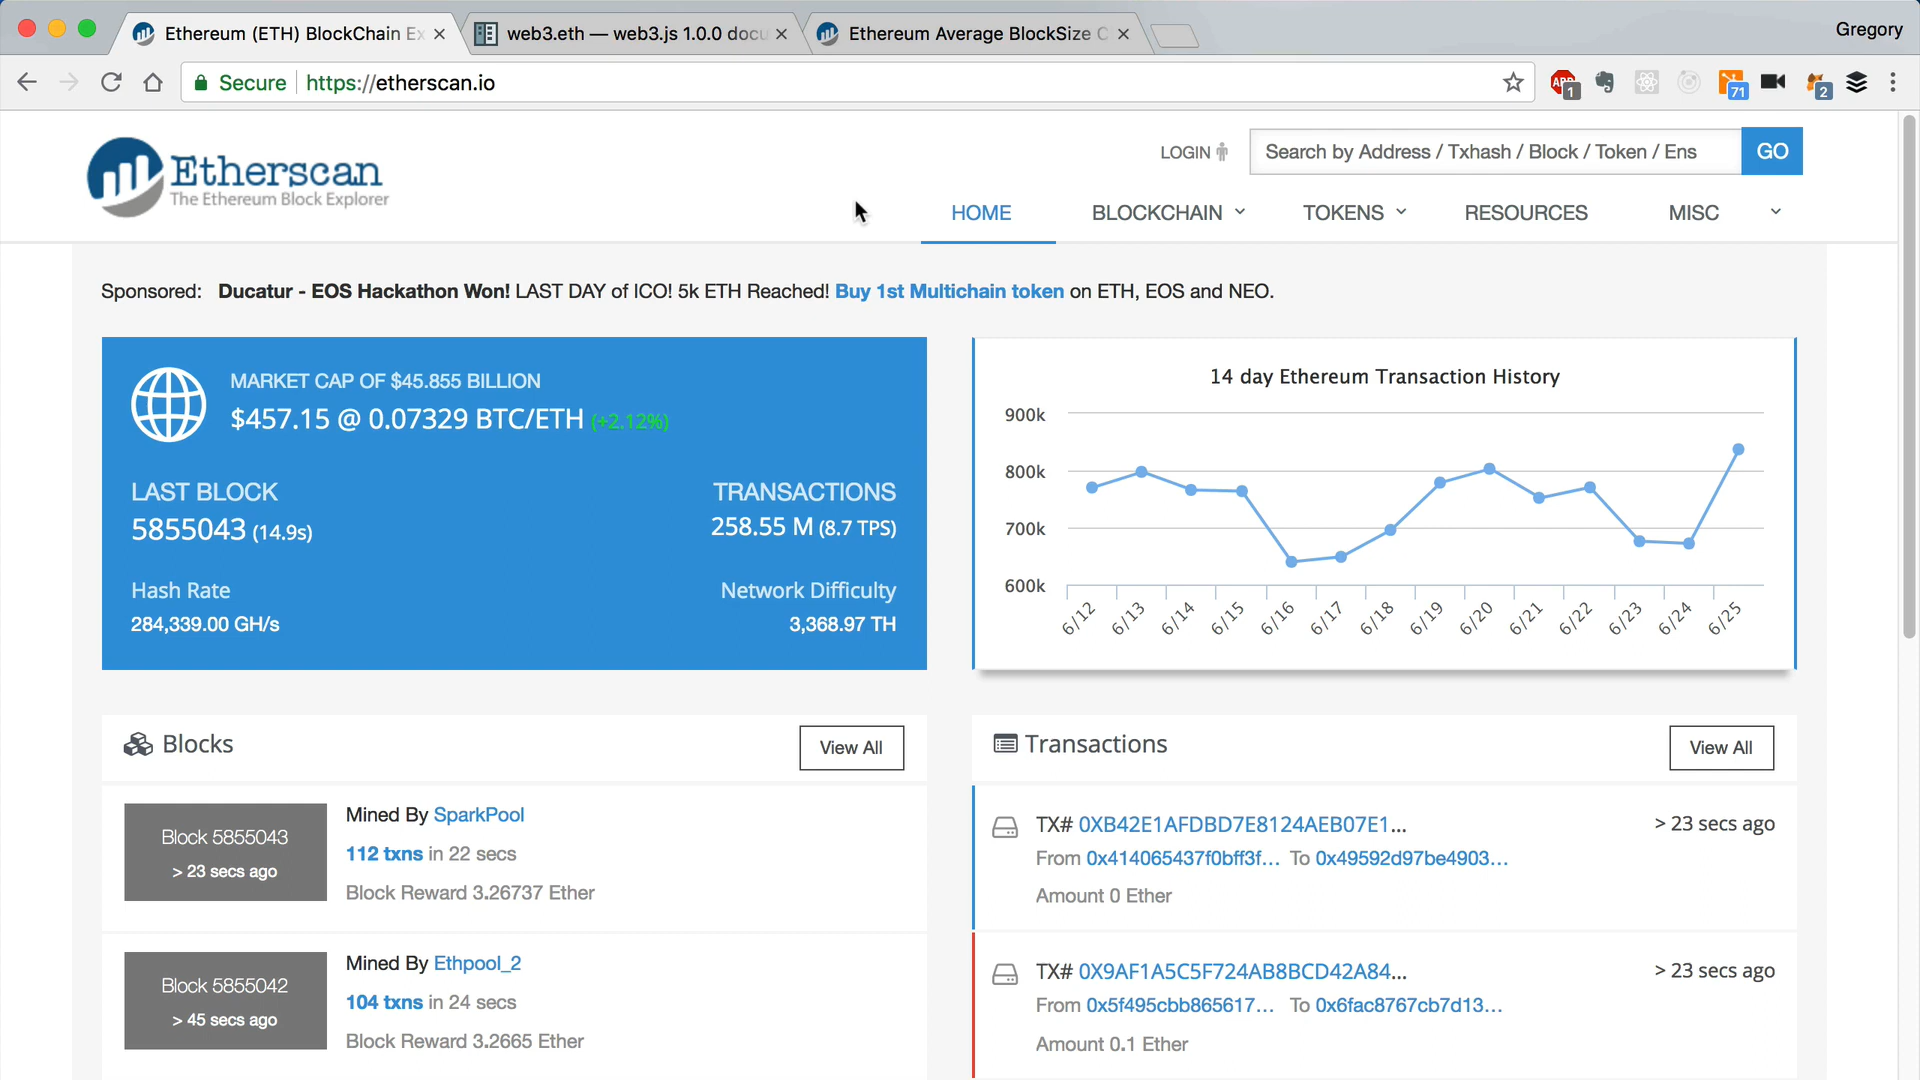 Ethereum (ETH) BlockChain Ex
web3.eth — web3.js 1.0.0 docu
Ethereum Average BlockSize C
Gregory
Secure https://etherscan.io
ABP 1
71
2
Etherscan
The Ethereum Block Explorer
LOGIN
Search by Address / Txhash / Block / Token / Ens
GO
HOME
BLOCKCHAIN
TOKENS
RESOURCES
MISC
Sponsored: Ducatur - EOS Hackathon Won! LAST DAY of ICO! 5k ETH Reached! Buy 1st Multichain token on ETH, EOS and NEO.
MARKET CAP OF $45.855 BILLION
$457.15 @ 0.07329 BTC/ETH (+2.12%)
LAST BLOCK
5855043 (14.9s)
TRANSACTIONS
258.55 M (8.7 TPS)
Hash Rate
284,339.00 GH/s
Network Difficulty
3,368.97 TH
14 day Ethereum Transaction History
900k
800k
700k
600k
6/12
6/13
6/14
6/15
6/16
6/17
6/18
6/19
6/20
6/21
6/22
6/23
6/24
6/25
Blocks
View All
Block 5855043
> 23 secs ago
Mined By SparkPool
112 txns in 22 secs
Block Reward 3.26737 Ether
Block 5855042
> 45 secs ago
Mined By Ethpool_2
104 txns in 24 secs
Block Reward 3.2665 Ether
Transactions
View All
TX# 0XB42E1AFDBD7E8124AEB07E1...
> 23 secs ago
From 0x414065437f0bff3f... To 0x49592d97be4903...
Amount 0 Ether
TX# 0X9AF1A5C5F724AB8BCD42A84...
> 23 secs ago
From 0x5f495cbb865617... To 0x6fac8767cb7d13...
Amount 0.1 Ether